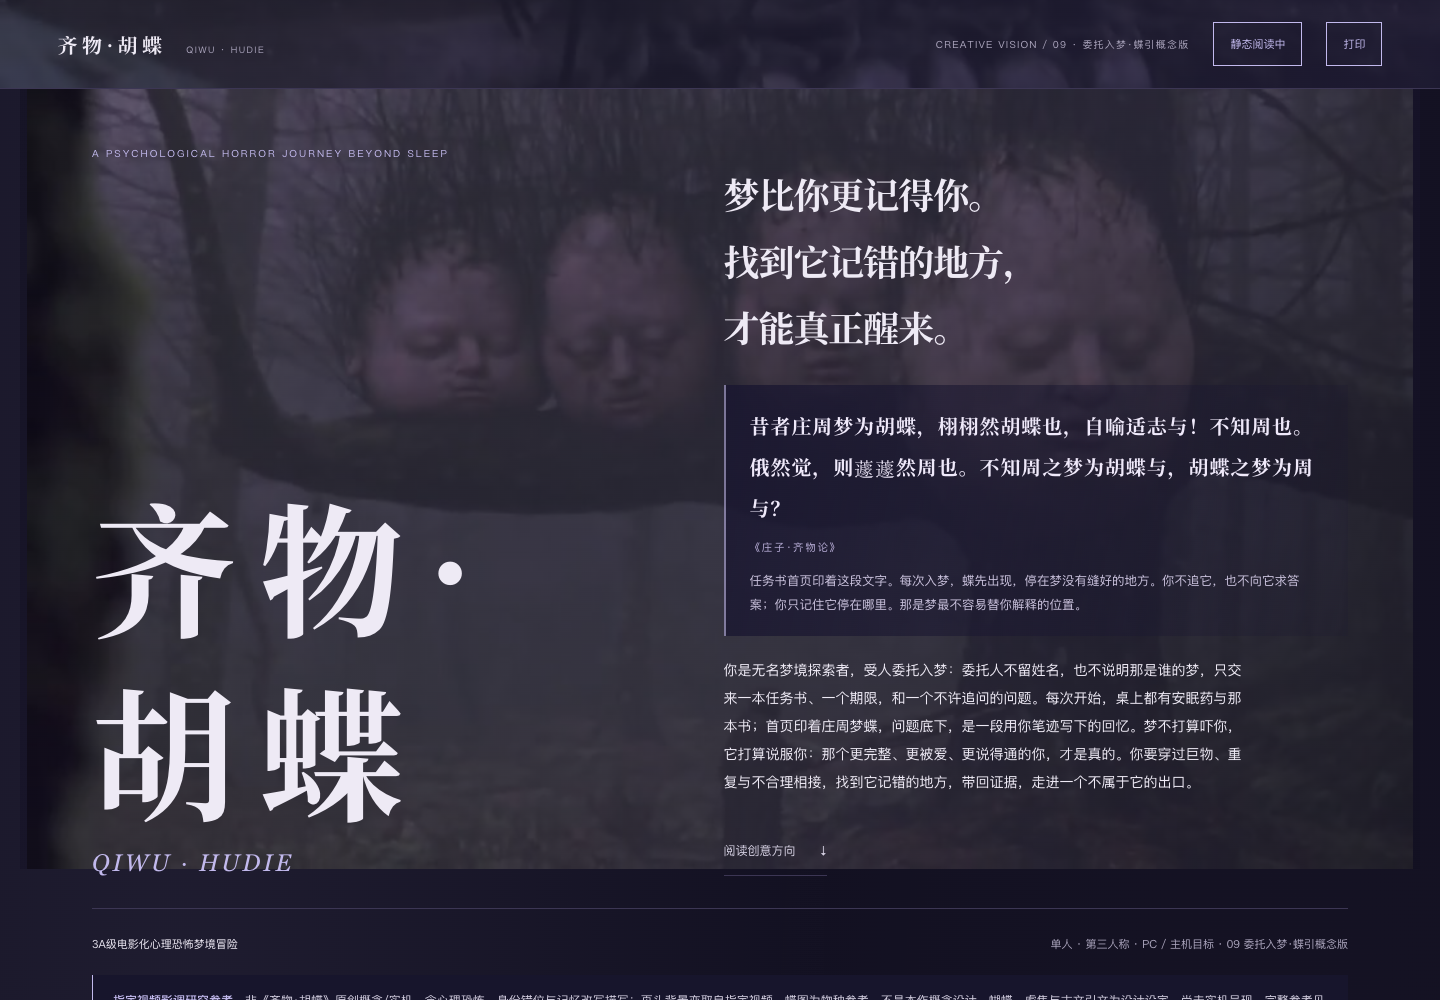 齐物·胡蝶
QIWU · HUDIE
CREATIVE VISION / 09 · 委托入梦·蝶引概念版
静态阅读中
打印
A PSYCHOLOGICAL HORROR JOURNEY BEYOND SLEEP
梦比你更记得你。
找到它记错的地方，
才能真正醒来。
昔者庄周梦为胡蝶，栩栩然胡蝶也，自喻适志与！不知周也。
俄然觉，则蘧蘧然周也。不知周之梦为胡蝶与，胡蝶之梦为周
与？
《庄子·齐物论》
任务书首页印着这段文字。每次入梦，蝶先出现，停在梦没有缝好的地方。你不追它，也不向它求答
案；你只记住它停在哪里。那是梦最不容易替你解释的位置。
你是无名梦境探索者，受人委托入梦：委托人不留姓名，也不说明那是谁的梦，只交
来一本任务书、一个期限，和一个不许追问的问题。每次开始，桌上都有安眠药与那
本书；首页印着庄周梦蝶，问题底下，是一段用你笔迹写下的回忆。梦不打算吓你，
它打算说服你：那个更完整、更被爱、更说得通的你，才是真的。你要穿过巨物、重
复与不合理相接，找到它记错的地方，带回证据，走进一个不属于它的出口。
阅读创意方向 ↓
齐物·
胡蝶
QIWU · HUDIE
3A级电影化心理恐怖梦境冒险
单人 · 第三人称 · PC / 主机目标 · 09 委托入梦·蝶引概念版